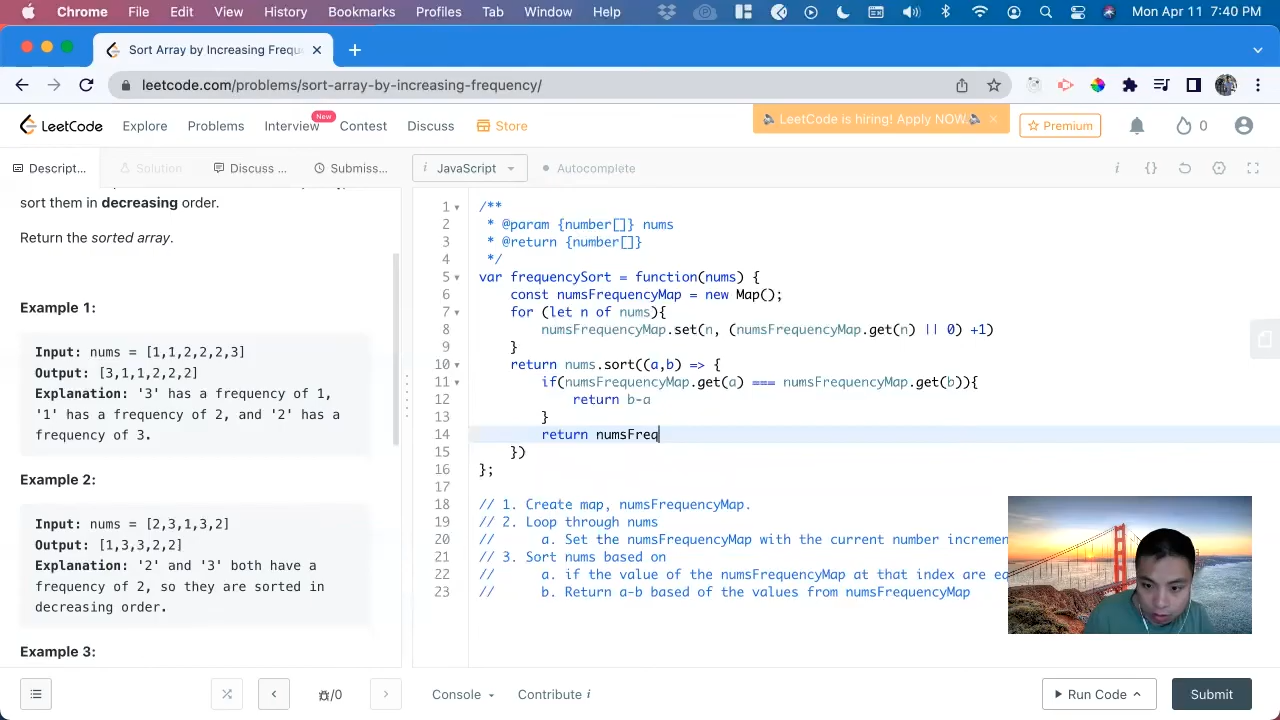 Chrome File Edit View History Bookmarks Profiles Tab Window Help Mon Apr 11 7:40 PM
Sort Array by Increasing Frequ
leetcode.com/problems/sort-array-by-increasing-frequency/
LeetCode Explore Problems Interview New Contest Discuss Store LeetCode is hiring! Apply NOW. Premium 0
Descript... Solution Discuss ... Submiss... i JavaScript Autocomplete i {}
sort them in decreasing order.
Return the sorted array.
Example 1:
Input: nums = [1,1,2,2,2,3]
Output: [3,1,1,2,2,2]
Explanation: '3' has a frequency of 1,
'1' has a frequency of 2, and '2' has a
frequency of 3.
Example 2:
Input: nums = [2,3,1,3,2]
Output: [1,3,3,2,2]
Explanation: '2' and '3' both have a
frequency of 2, so they are sorted in
decreasing order.
Example 3:
1 /**
2 * @param {number[]} nums
3 * @return {number[]}
4 */
5 var frequencySort = function(nums) {
6 const numsFrequencyMap = new Map();
7 for (let n of nums){
8 numsFrequencyMap.set(n, (numsFrequencyMap.get(n) || 0) +1)
9 }
10 return nums.sort((a,b) => {
11 if(numsFrequencyMap.get(a) === numsFrequencyMap.get(b)){
12 return b-a
13 }
14 return numsFreq
15 })
16 };
17
18 // 1. Create map, numsFrequencyMap.
19 // 2. Loop through nums
20 // a. Set the numsFrequencyMap with the current number incremen
21 // 3. Sort nums based on
22 // a. if the value of the numsFrequencyMap at that index are eq
23 // b. Return a-b based of the values from numsFrequencyMap
/0 Console Contribute i Run Code Submit